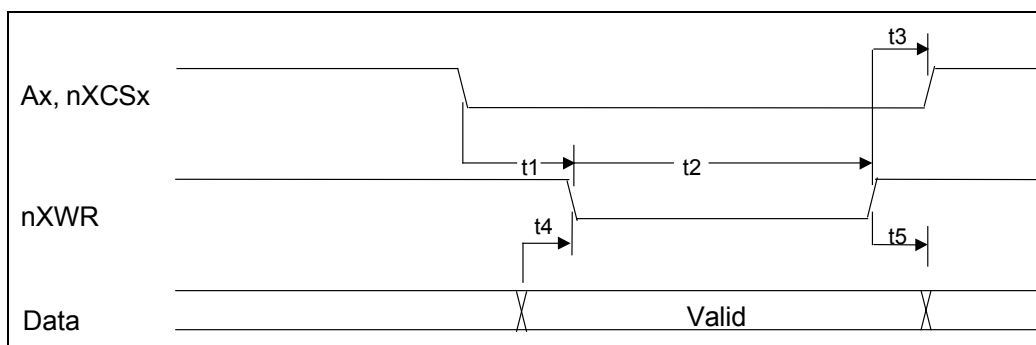 t3
Ax, nXCSx
t1
t2
nXWR
t4
t5
Data
Valid